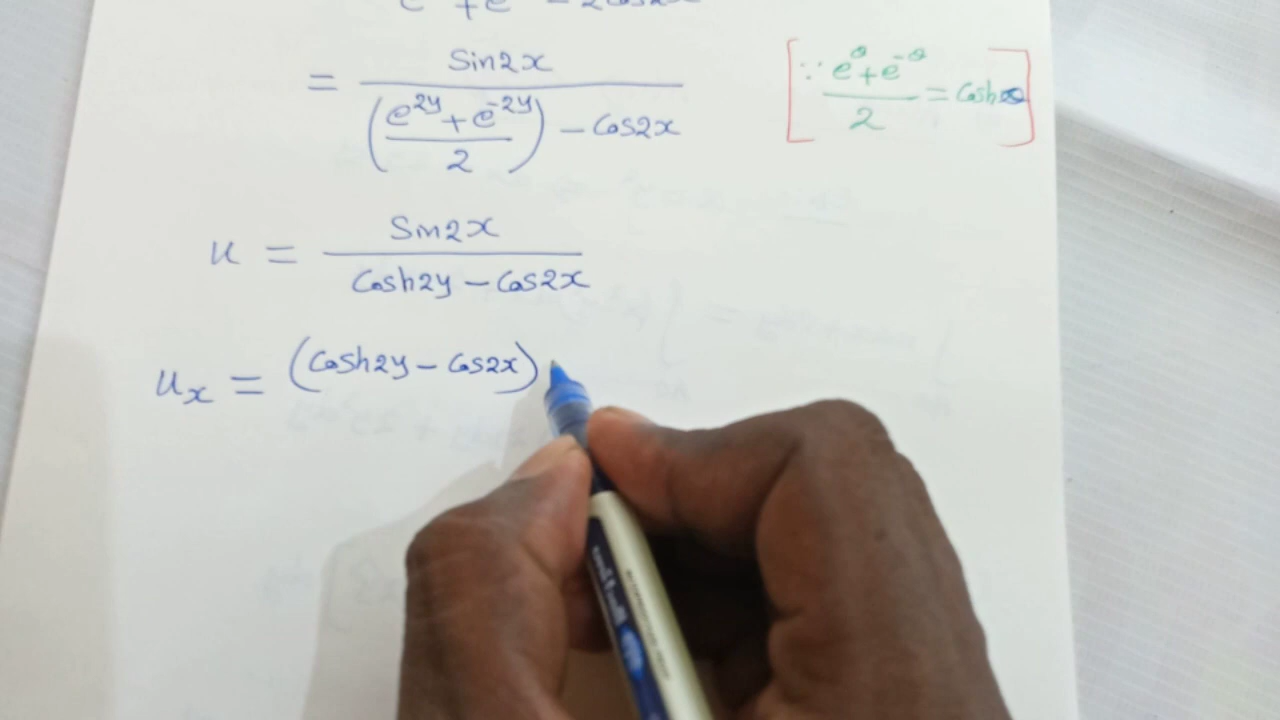 = Sin2x / ((e^2y + e^-2y) / 2) - Cos2x [∵ (e^θ + e^-θ) / 2 = Coshθ]
u = Sin2x / Cosh2y - Cos2x
u_x = (Cosh2y - Cos2x)